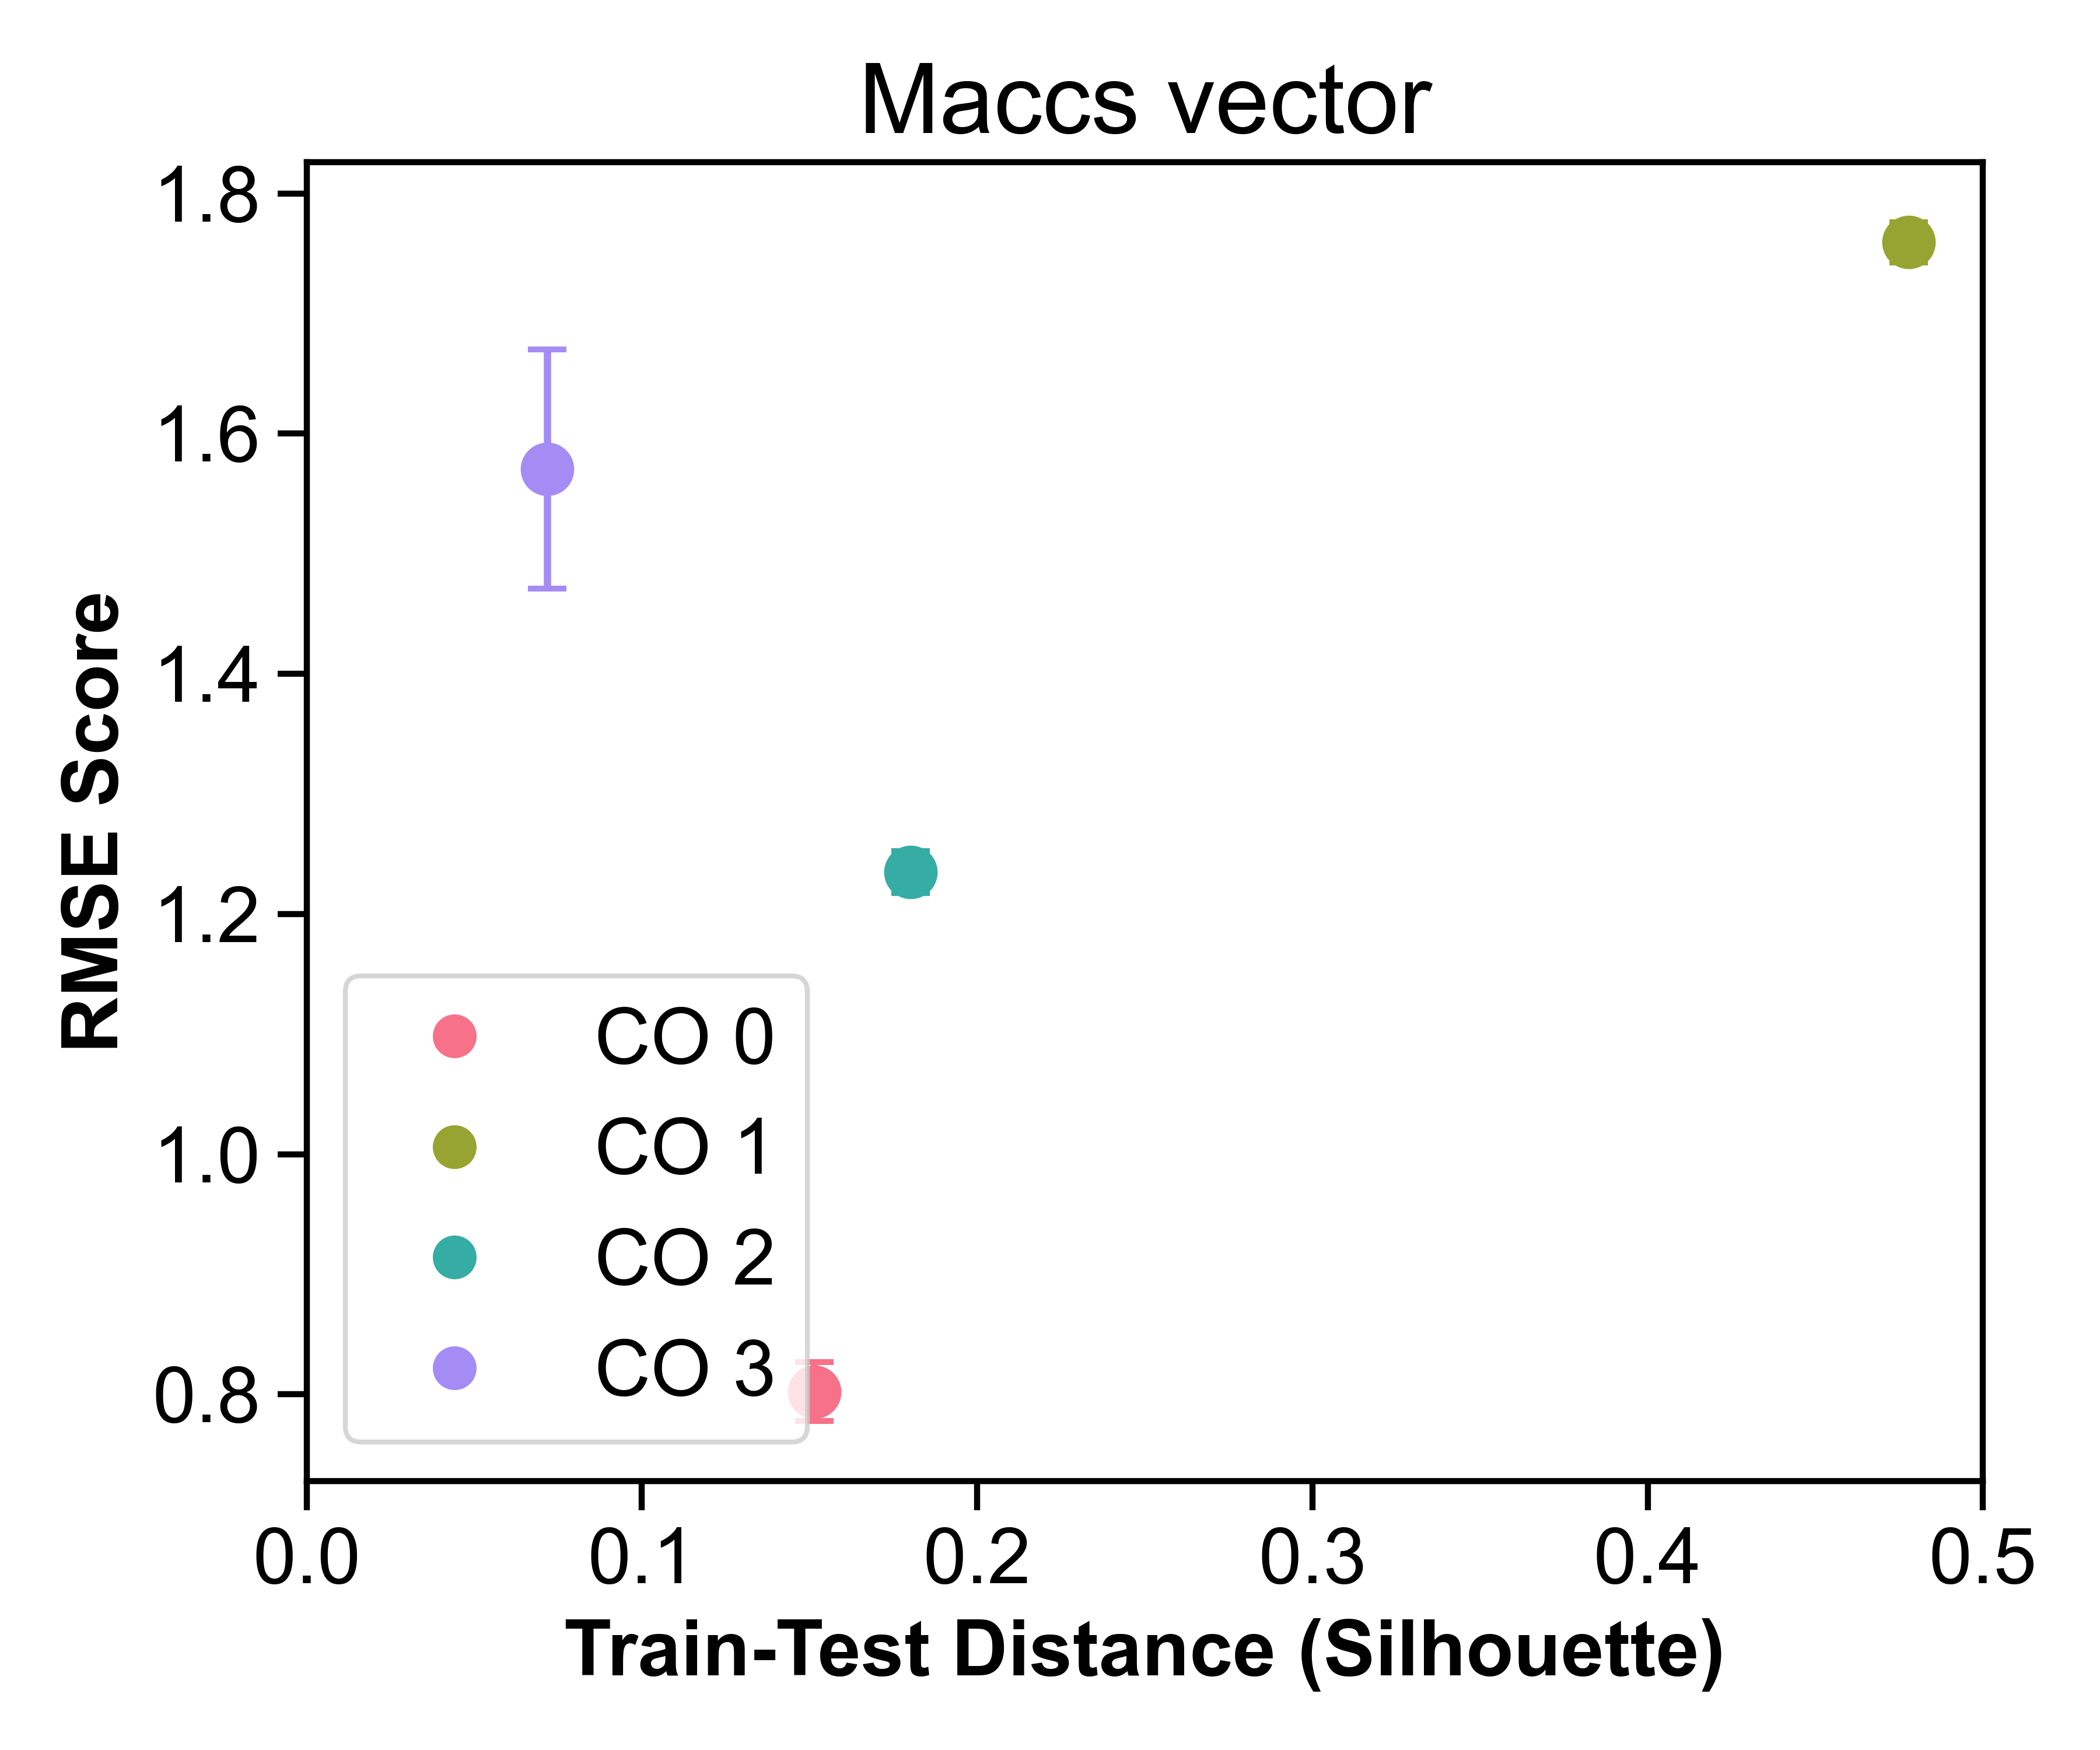 Maccs vector
1.8
1.6
1.4
1.2
1.0
0.8
RMSE Score
CO 0
CO 1
CO 2
CO 3
0.0 0.1 0.2 0.3 0.4 0.5
Train-Test Distance (Silhouette)